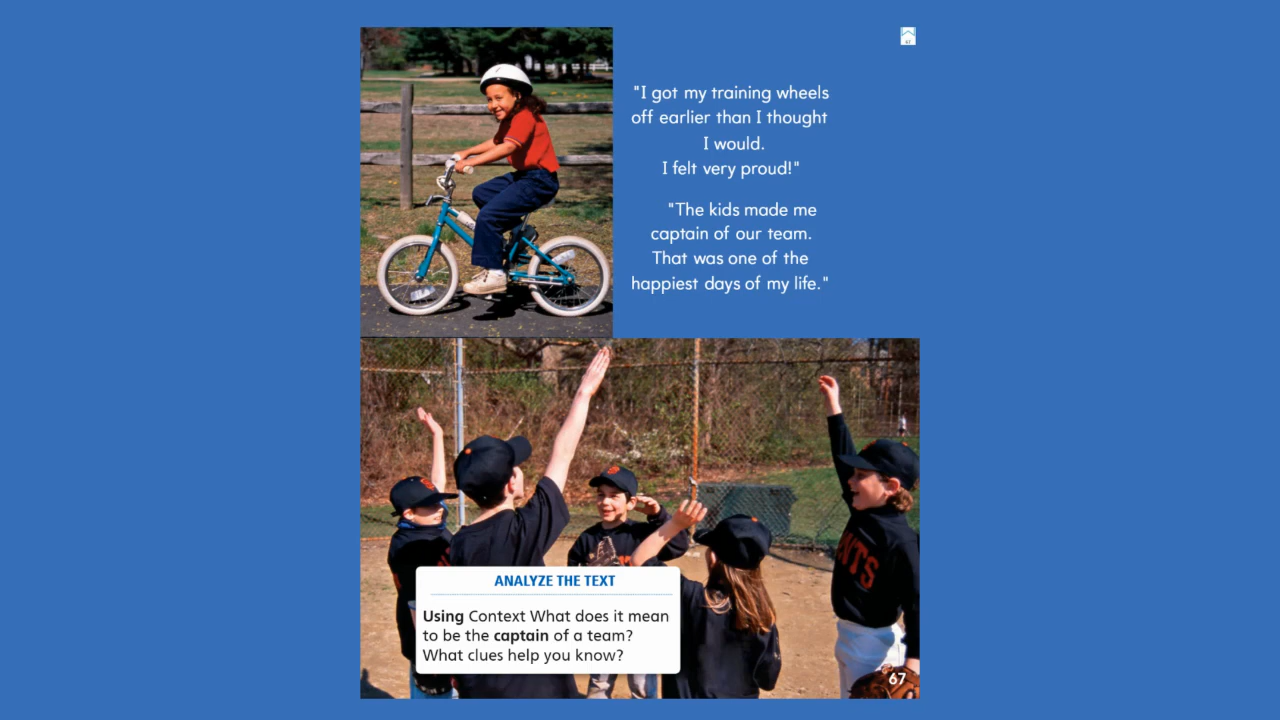 67
"I got my training wheels
off earlier than I thought
I would.
I felt very proud!"
"The kids made me
captain of our team.
That was one of the
happiest days of my life."
NTS
ANALYZE THE TEXT
Using Context What does it mean
to be the captain of a team?
What clues help you know?
67